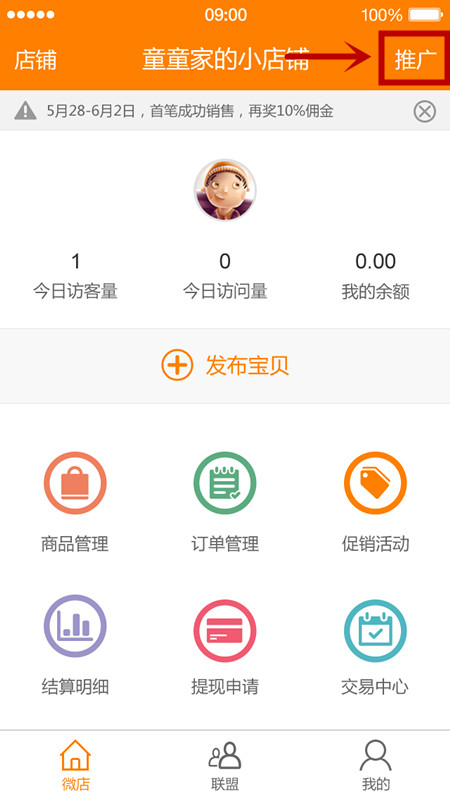 09:00
100%
店铺
童童家的小店铺
推广
5月28-6月2日，首笔成功销售，再奖10%佣金
1
0
0.00
今日访客量
今日访问量
我的余额
发布宝贝
商品管理
订单管理
促销活动
结算明细
提现申请
交易中心
微店
联盟
我的